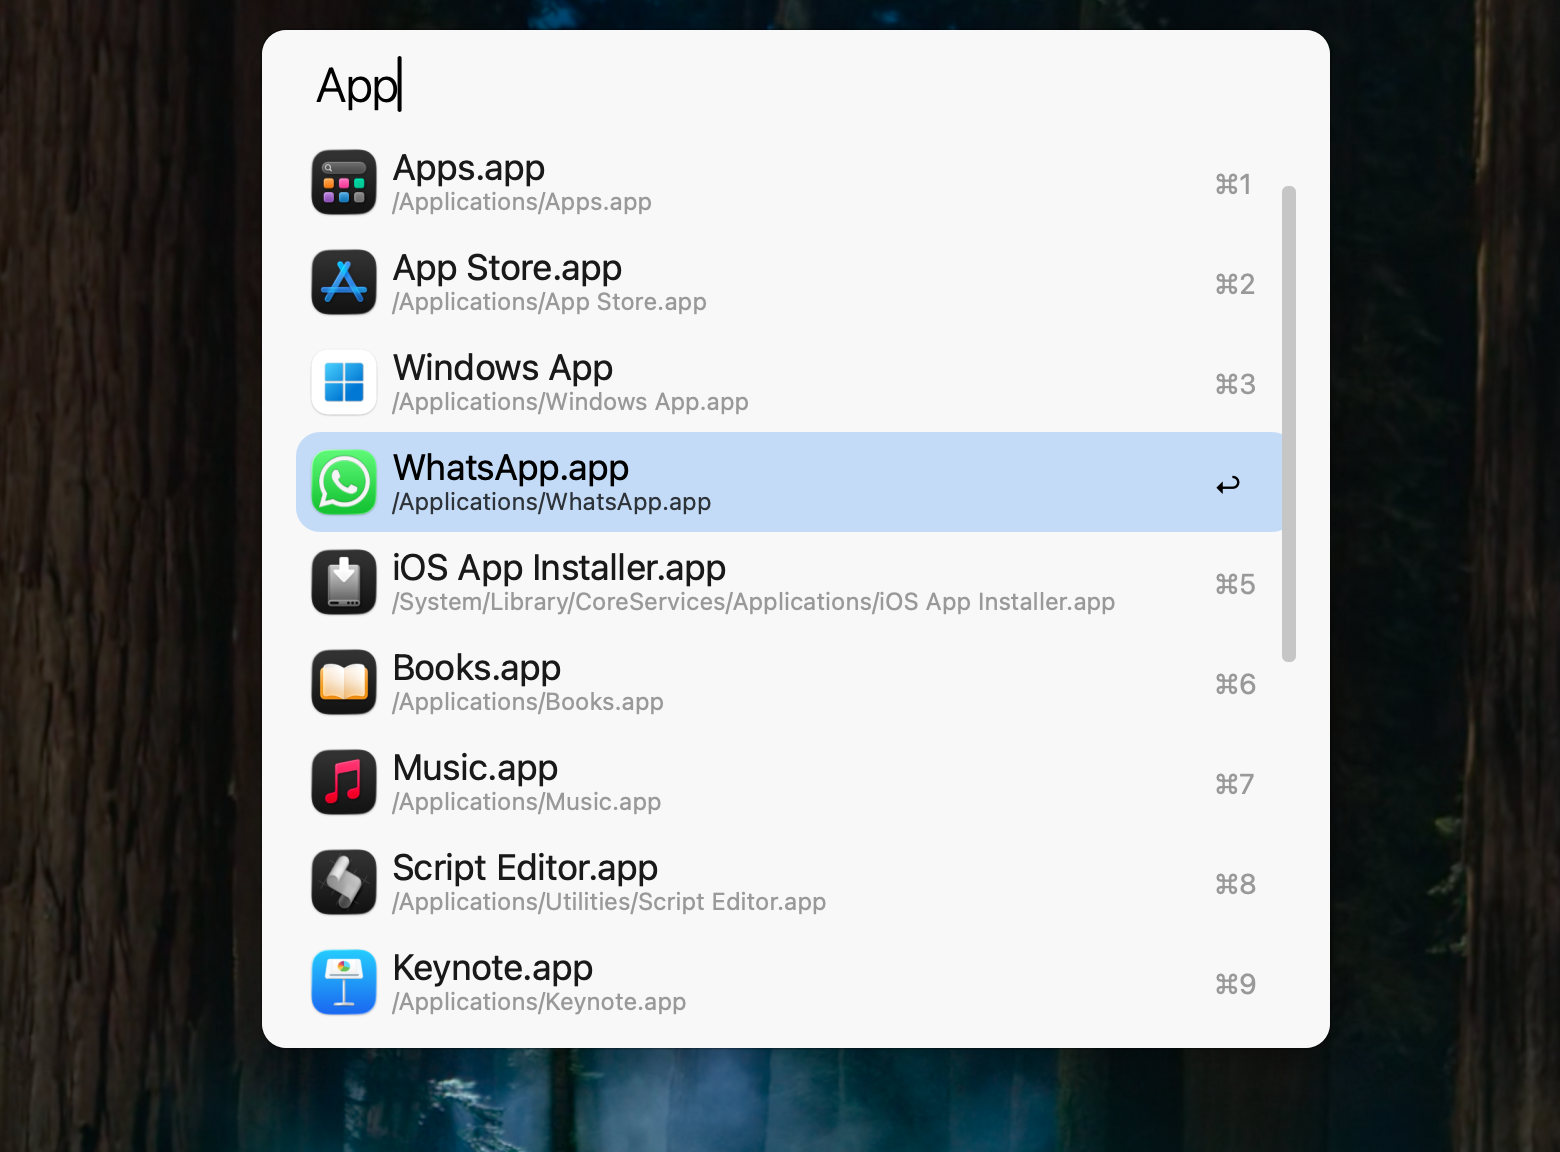 App
Apps.app
/Applications/Apps.app
⌘1
App Store.app
/Applications/App Store.app
⌘2
Windows App
/Applications/Windows App.app
⌘3
WhatsApp.app
/Applications/WhatsApp.app
iOS App Installer.app
/System/Library/CoreServices/Applications/iOS App Installer.app
⌘5
Books.app
/Applications/Books.app
⌘6
Music.app
/Applications/Music.app
⌘7
Script Editor.app
/Applications/Utilities/Script Editor.app
⌘8
Keynote.app
/Applications/Keynote.app
⌘9